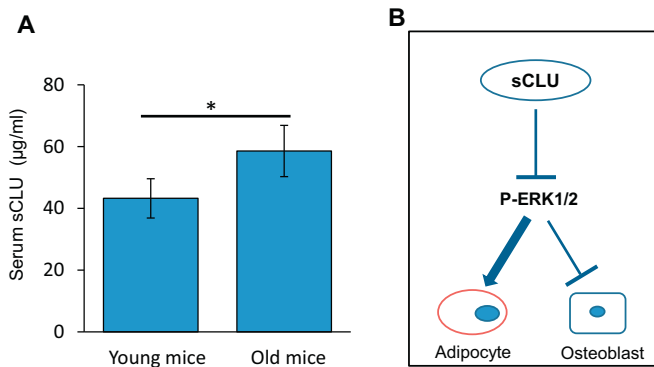 A
Serum sCLU (µg/ml)
80
60
40
20
0
*
Young mice
Old mice
B
sCLU
P-ERK1/2
Adipocyte
Osteoblast